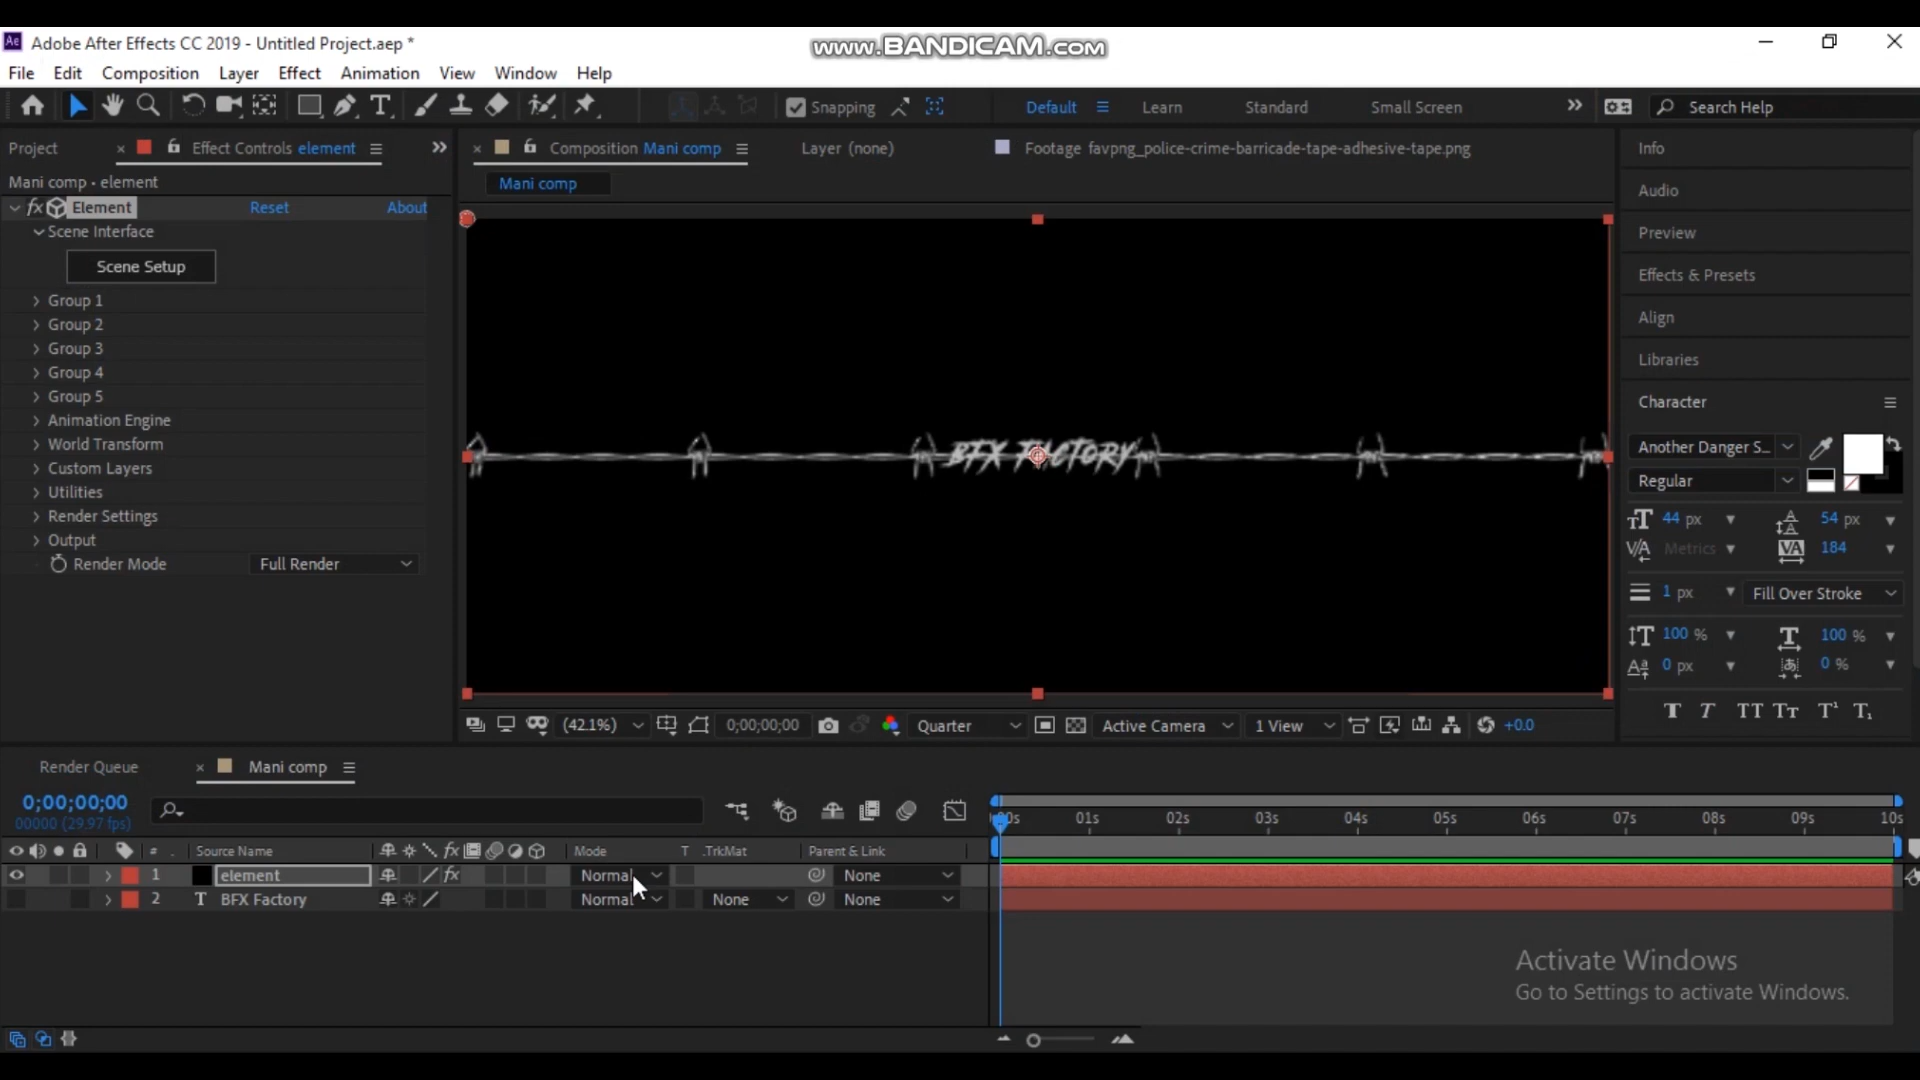 Ae Adobe After Effects CC 2019 - Untitled Project.aep *
www.BANDICAM.com
File Edit Composition Layer Effect Animation View Window Help
Snapping
Default Learn Standard Small Screen
Search Help
Project
Effect Controls element
Mani comp • element
fx Element Reset About
Scene Interface
Scene Setup
Group 1
Group 2
Group 3
Group 4
Group 5
Animation Engine
World Transform
Custom Layers
Utilities
Render Settings
Output
Render Mode Full Render
Composition Mani comp
Layer (none)
Footage favpng_police-crime-barricade-tape-adhesive-tape.png
Mani comp
BFX FACTORY
(42.1%) 0;00;00;00 Quarter Active Camera 1 View +0.0
Info
Audio
Preview
Effects & Presets
Align
Libraries
Character
Another Danger S...
Regular
44 px 54 px
Metrics 184
1 px Fill Over Stroke
100 % 100 %
0 px 0 %
Render Queue
Mani comp
0;00;00;00
00000 (29.97 fps)
# Source Name fx Mode T .TrkMat Parent & Link
1 element fx Normal None
2 T BFX Factory Normal None None
00s 01s 02s 03s 04s 05s 06s 07s 08s 09s 10s
Activate Windows
Go to Settings to activate Windows.